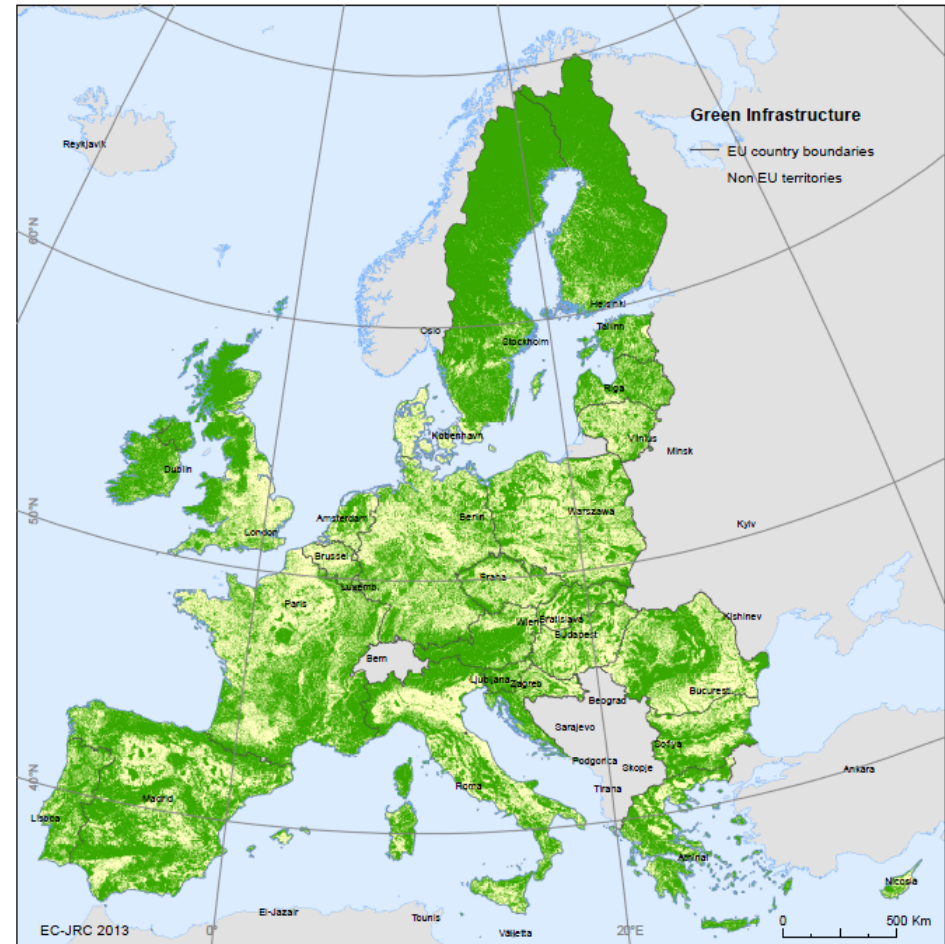 Green Infrastructure
EU country boundaries
Non EU territories
Reykjavik
60°N
Oslo
Helsinki
Tallinn
Stockholm
Riga
København
Vilnius
Minsk
Dublin
50°N
London
Amsterdam
Berlin
Warszawa
Kyiv
Brussel
Luxemb.
Praha
Paris
Wien
Bratislava
Budapest
Kishinev
Bern
Ljubljana
Zagreb
Beograd
Bucurest
Sarajevo
Sofiya
Podgorica
Skopje
Ankara
40°N
Madrid
Roma
Tirana
Lisboa
Athinai
Nicosia
El-Jazair
Tounis
Valletta
EC-JRC 2013
0°
20°E
0
500 Km